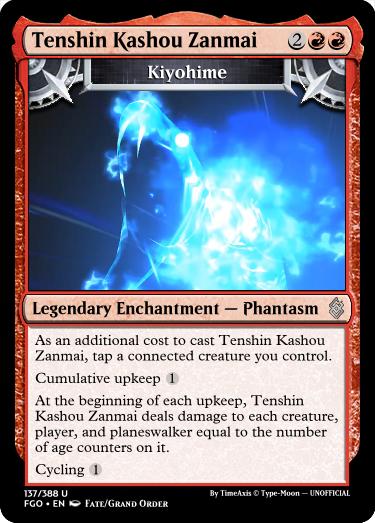 Tenshin Kashou Zanmai 2
Kiyohime
Legendary Enchantment — Phantasm
As an additional cost to cast Tenshin Kashou
Zanmai, tap a connected creature you control.
Cumulative upkeep 1
At the beginning of each upkeep, Tenshin
Kashou Zanmai deals damage to each creature,
player, and planeswalker equal to the number
of age counters on it.
Cycling 1
137/388 U
FGO • EN Fate/Grand Order
By TimeAxis © Type-Moon — UNOFFICIAL